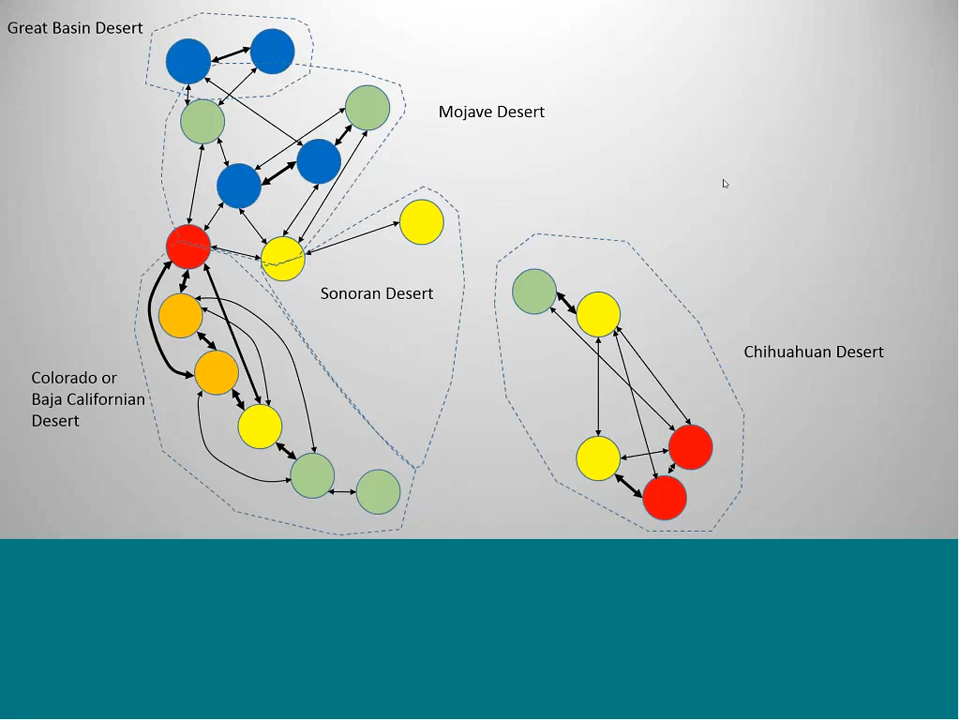 Great Basin Desert
Mojave Desert
Sonoran Desert
Chihuahuan Desert
Colorado or
Baja Californian
Desert